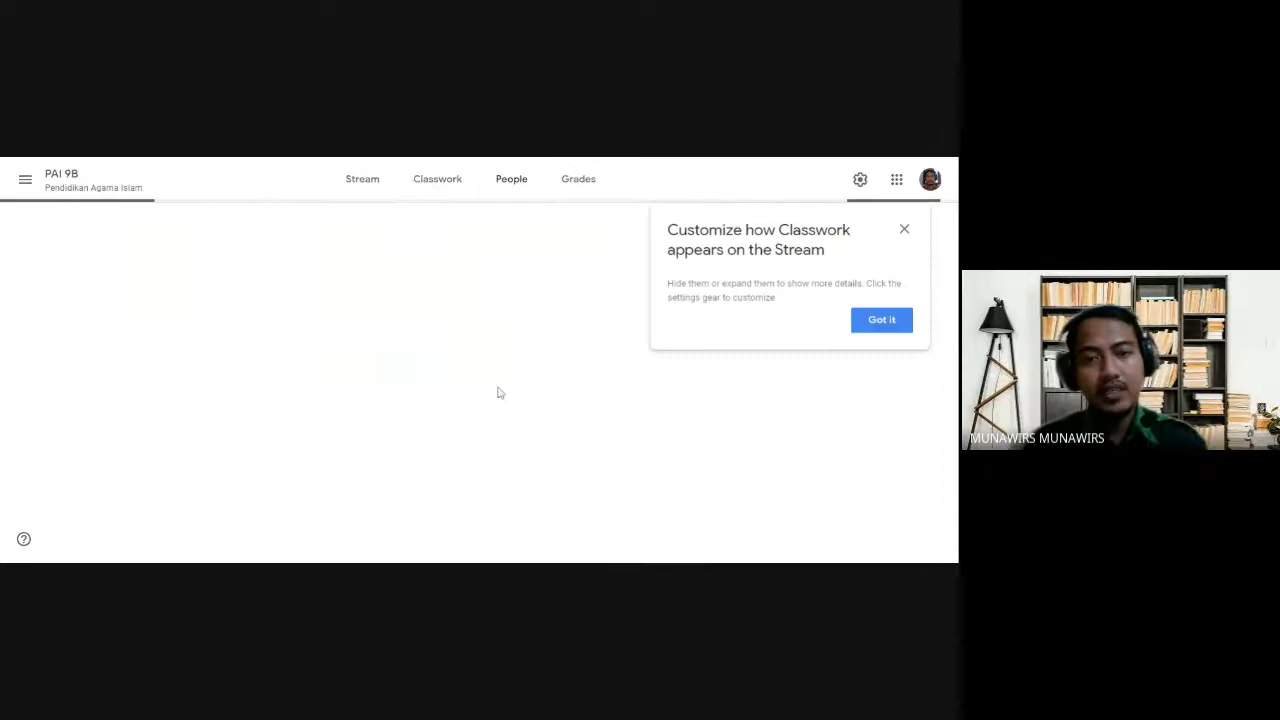 PAI 9B
Pendidikan Agama Islam
Stream
Classwork
People
Grades
Customize how Classwork
appears on the Stream
Hide them or expand them to show more details. Click the
settings gear to customize
Got it
MUNAWIRS MUNAWIRS